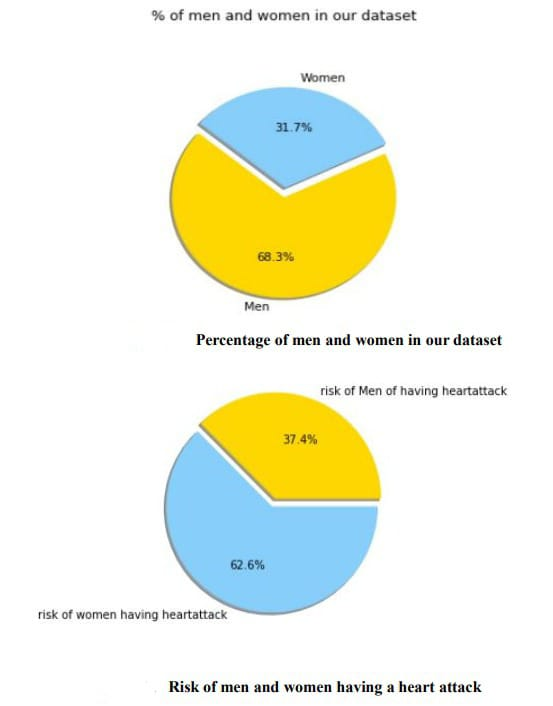 % of men and women in our dataset
Women
31.7%
68.3%
Men
Percentage of men and women in our dataset
risk of Men of having heartattack
37.4%
62.6%
risk of women having heartattack
Risk of men and women having a heart attack